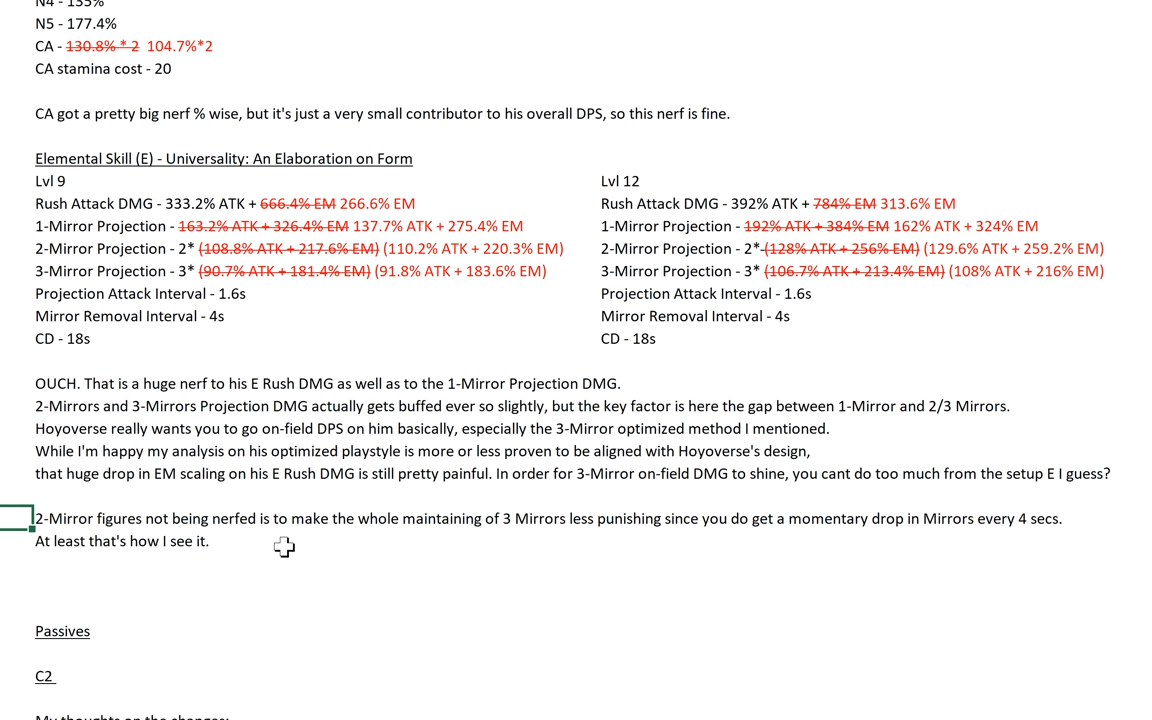 N4 - 135%
N5 - 177.4%
CA - 130.8% * 2 104.7%*2
CA stamina cost - 20
CA got a pretty big nerf % wise, but it's just a very small contributor to his overall DPS, so this nerf is fine.
Elemental Skill (E) - Universality: An Elaboration on Form
Lvl 9
Rush Attack DMG - 333.2% ATK + 666.4% EM 266.6% EM
1-Mirror Projection - 163.2% ATK + 326.4% EM 137.7% ATK + 275.4% EM
2-Mirror Projection - 2* (108.8% ATK + 217.6% EM) (110.2% ATK + 220.3% EM)
3-Mirror Projection - 3* (90.7% ATK + 181.4% EM) (91.8% ATK + 183.6% EM)
Projection Attack Interval - 1.6s
Mirror Removal Interval - 4s
CD - 18s
Lvl 12
Rush Attack DMG - 392% ATK + 784% EM 313.6% EM
1-Mirror Projection - 192% ATK + 384% EM 162% ATK + 324% EM
2-Mirror Projection - 2* (128% ATK + 256% EM) (129.6% ATK + 259.2% EM)
3-Mirror Projection - 3* (106.7% ATK + 213.4% EM) (108% ATK + 216% EM)
Projection Attack Interval - 1.6s
Mirror Removal Interval - 4s
CD - 18s
OUCH. That is a huge nerf to his E Rush DMG as well as to the 1-Mirror Projection DMG.
2-Mirrors and 3-Mirrors Projection DMG actually gets buffed ever so slightly, but the key factor is here the gap between 1-Mirror and 2/3 Mirrors.
Hoyoverse really wants you to go on-field DPS on him basically, especially the 3-Mirror optimized method I mentioned.
While I'm happy my analysis on his optimized playstyle is more or less proven to be aligned with Hoyoverse's design,
that huge drop in EM scaling on his E Rush DMG is still pretty painful. In order for 3-Mirror on-field DMG to shine, you cant do too much from the setup E I guess?
2-Mirror figures not being nerfed is to make the whole maintaining of 3 Mirrors less punishing since you do get a momentary drop in Mirrors every 4 secs.
At least that's how I see it.
Passives
C2
My thoughts on the changes: